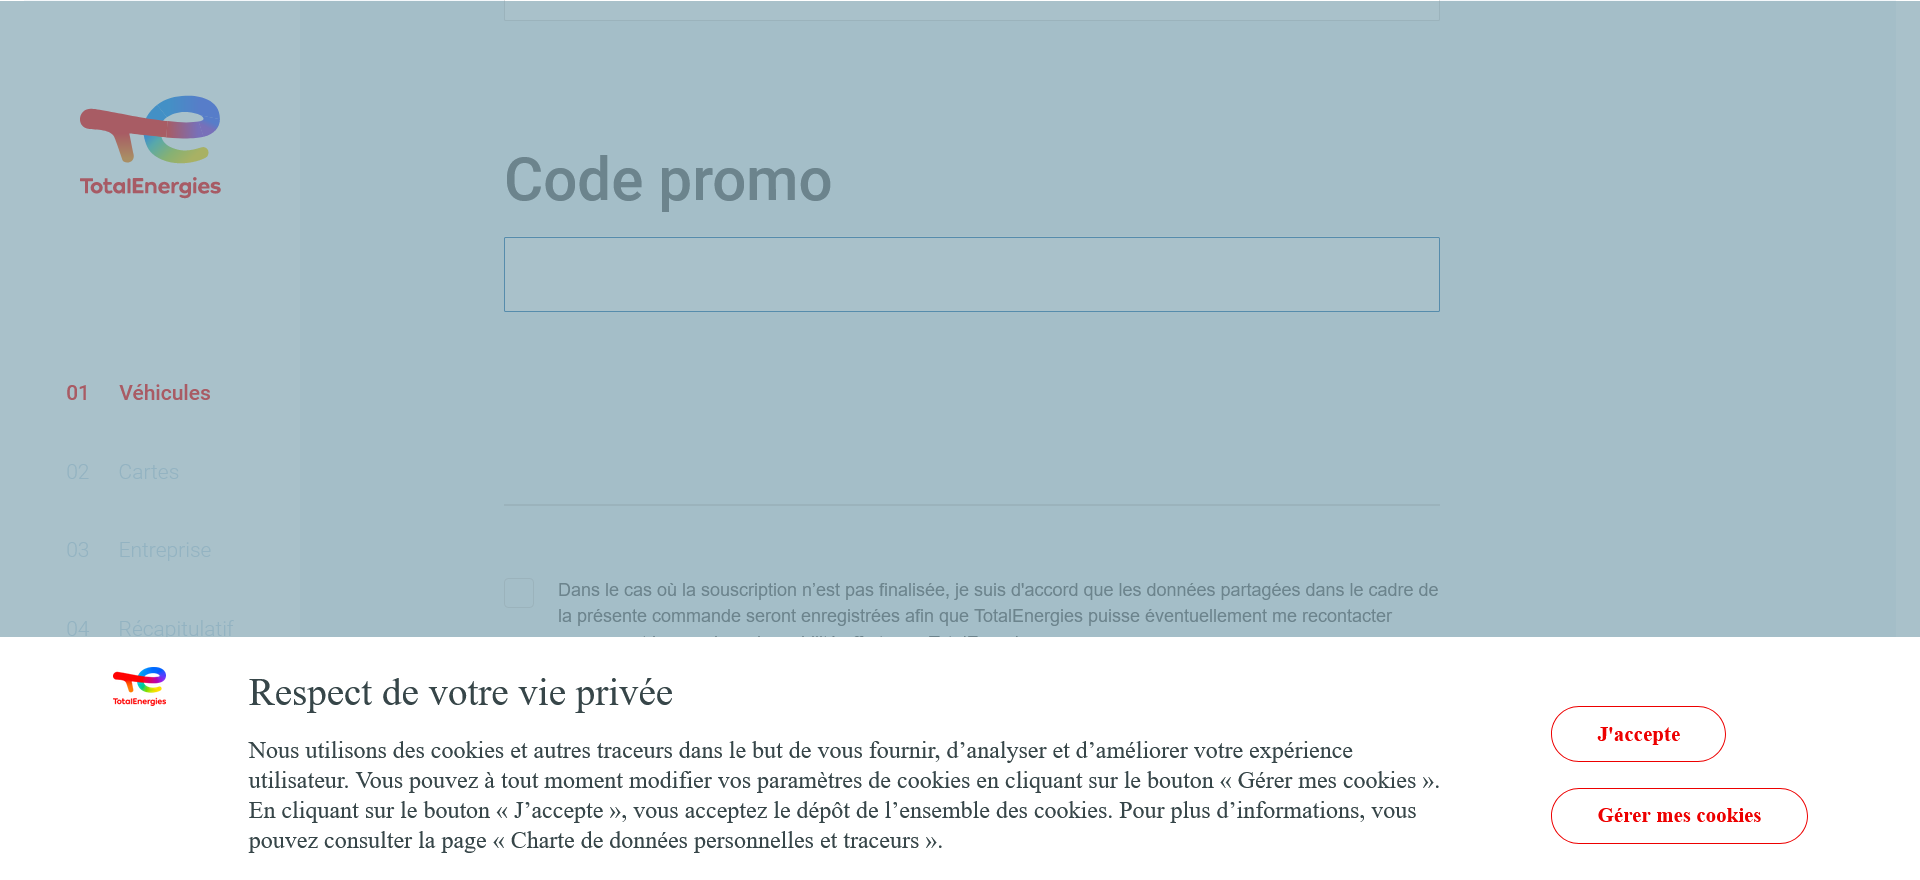 TotalEnergies
Code promo
01 Véhicules
02 Cartes
03 Entreprise
04 Récapitulatif
Dans le cas où la souscription n’est pas finalisée, je suis d'accord que les données partagées dans le cadre de
la présente commande seront enregistrées afin que TotalEnergies puisse éventuellement me recontacter
TotalEnergies
Respect de votre vie privée
Nous utilisons des cookies et autres traceurs dans le but de vous fournir, d’analyser et d’améliorer votre expérience
utilisateur. Vous pouvez à tout moment modifier vos paramètres de cookies en cliquant sur le bouton « Gérer mes cookies ».
En cliquant sur le bouton « J’accepte », vous acceptez le dépôt de l’ensemble des cookies. Pour plus d’informations, vous
pouvez consulter la page « Charte de données personnelles et traceurs ».
J'accepte
Gérer mes cookies